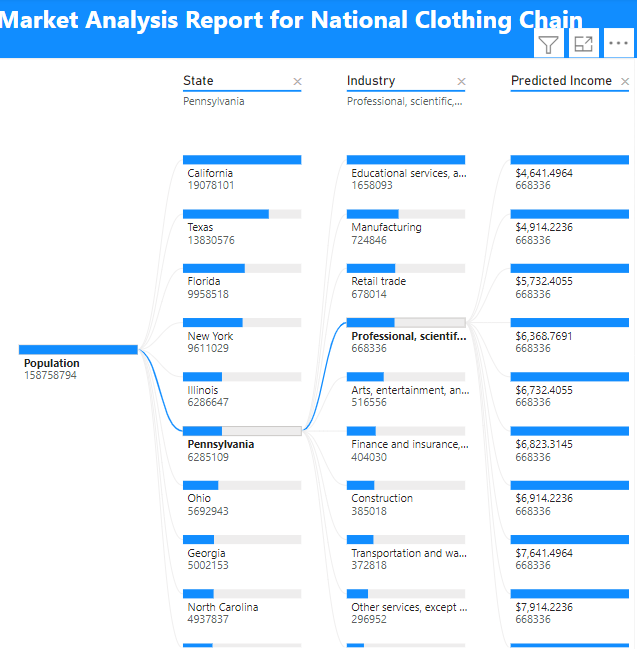 Market Analysis Report for National Clothing Chain
State
Pennsylvania
Industry
Professional, scientific,...
Predicted Income
Population
158758794
California
19078101
Texas
13830576
Florida
9958518
New York
9611029
Illinois
6286647
Pennsylvania
6285109
Ohio
5692943
Georgia
5002153
North Carolina
4937837
Educational services, a...
1658093
Manufacturing
724846
Retail trade
678014
Professional, scientif...
668336
Arts, entertainment, an...
516556
Finance and insurance,...
404030
Construction
385018
Transportation and wa...
372818
Other services, except ...
296952
$4,641.4964
668336
$4,914.2236
668336
$5,732.4055
668336
$6,368.7691
668336
$6,732.4055
668336
$6,823.3145
668336
$6,914.2236
668336
$7,641.4964
668336
$7,914.2236
668336